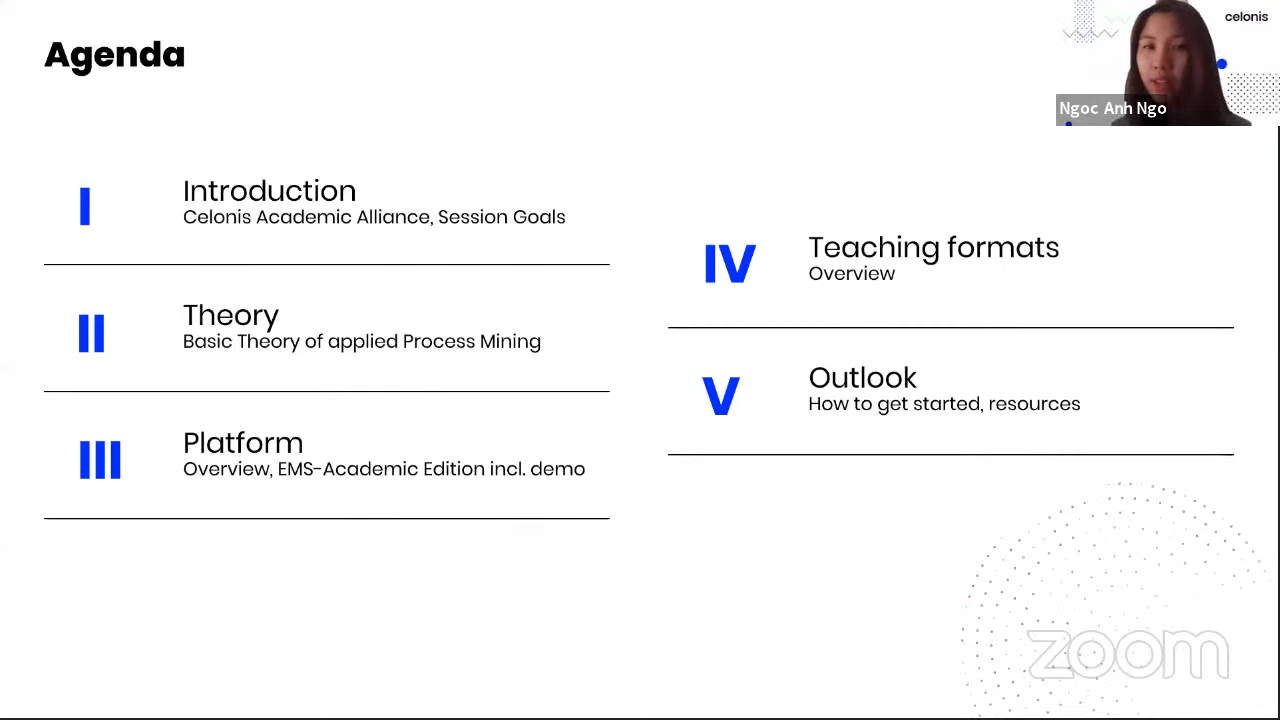 Agenda
celonis
Ngoc Anh Ngo
I
Introduction
Celonis Academic Alliance, Session Goals
II
Theory
Basic Theory of applied Process Mining
III
Platform
Overview, EMS-Academic Edition incl. demo
IV
Teaching formats
Overview
V
Outlook
How to get started, resources
zoom